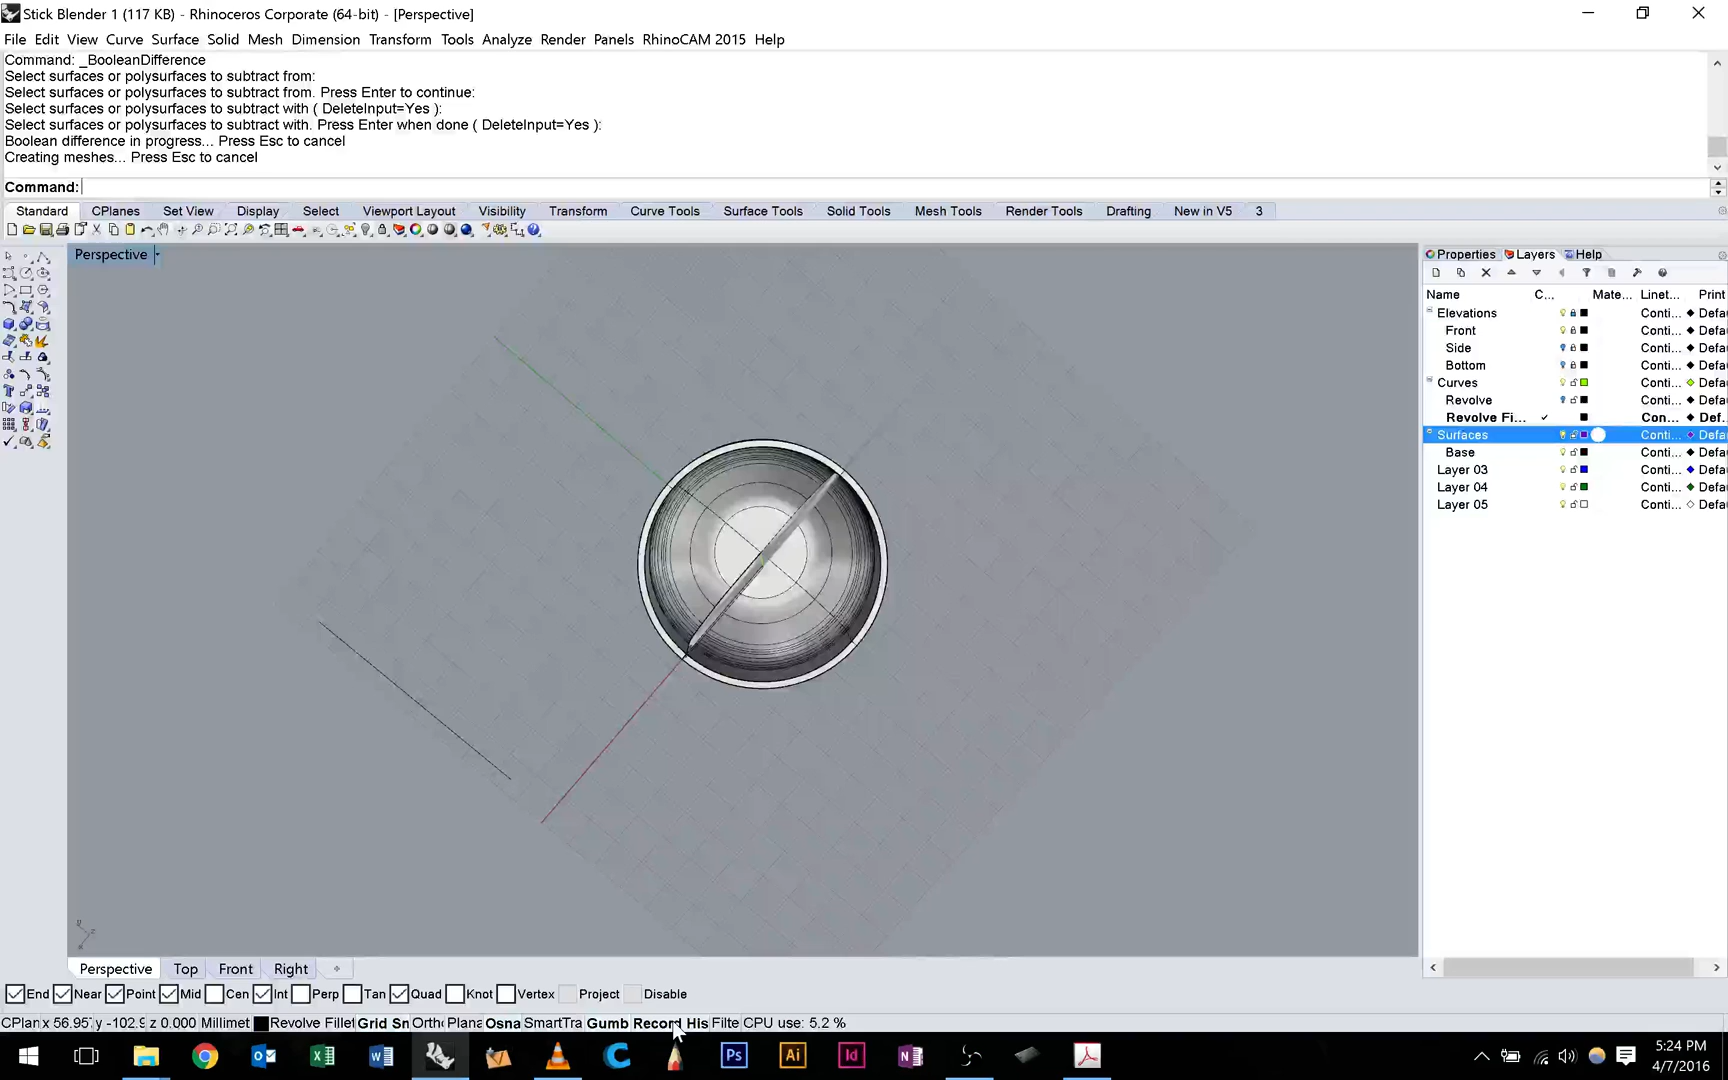 Stick Blender 1 (117 KB) - Rhinoceros Corporate (64-bit) - [Perspective]
File Edit View Curve Surface Solid Mesh Dimension Transform Tools Analyze Render Panels RhinoCAM 2015 Help
Command: _BooleanDifference
Select surfaces or polysurfaces to subtract from:
Select surfaces or polysurfaces to subtract from. Press Enter to continue:
Select surfaces or polysurfaces to subtract with ( DeleteInput=Yes ):
Select surfaces or polysurfaces to subtract with. Press Enter when done ( DeleteInput=Yes ):
Boolean difference in progress... Press Esc to cancel
Creating meshes... Press Esc to cancel
Command:
Standard CPlanes Set View Display Select Viewport Layout Visibility Transform Curve Tools Surface Tools Solid Tools Mesh Tools Render Tools Drafting New in V5 3
Perspective
Properties Layers Help
Name C... Mate... Linet... Print
Elevations Conti... Defa
Front Conti... Defa
Side Conti... Defa
Bottom Conti... Defa
Curves Conti... Defa
Revolve Conti... Defa
Revolve Fi... Con... Def.
Surfaces Conti... Defa
Base Conti... Defa
Layer 03 Conti... Defa
Layer 04 Conti... Defa
Layer 05 Conti... Defa
y z x
Perspective Top Front Right
End Near Point Mid Cen Int Perp Tan Quad Knot Vertex Project Disable
CPlan x 56.957 y -102.9 z 0.000 Millimet Revolve Fillet Grid Sn Ortho Plana Osna SmartTra Gumb Record His Filte CPU use: 5.2 %
Ps Ai Id
5:24 PM
4/7/2016